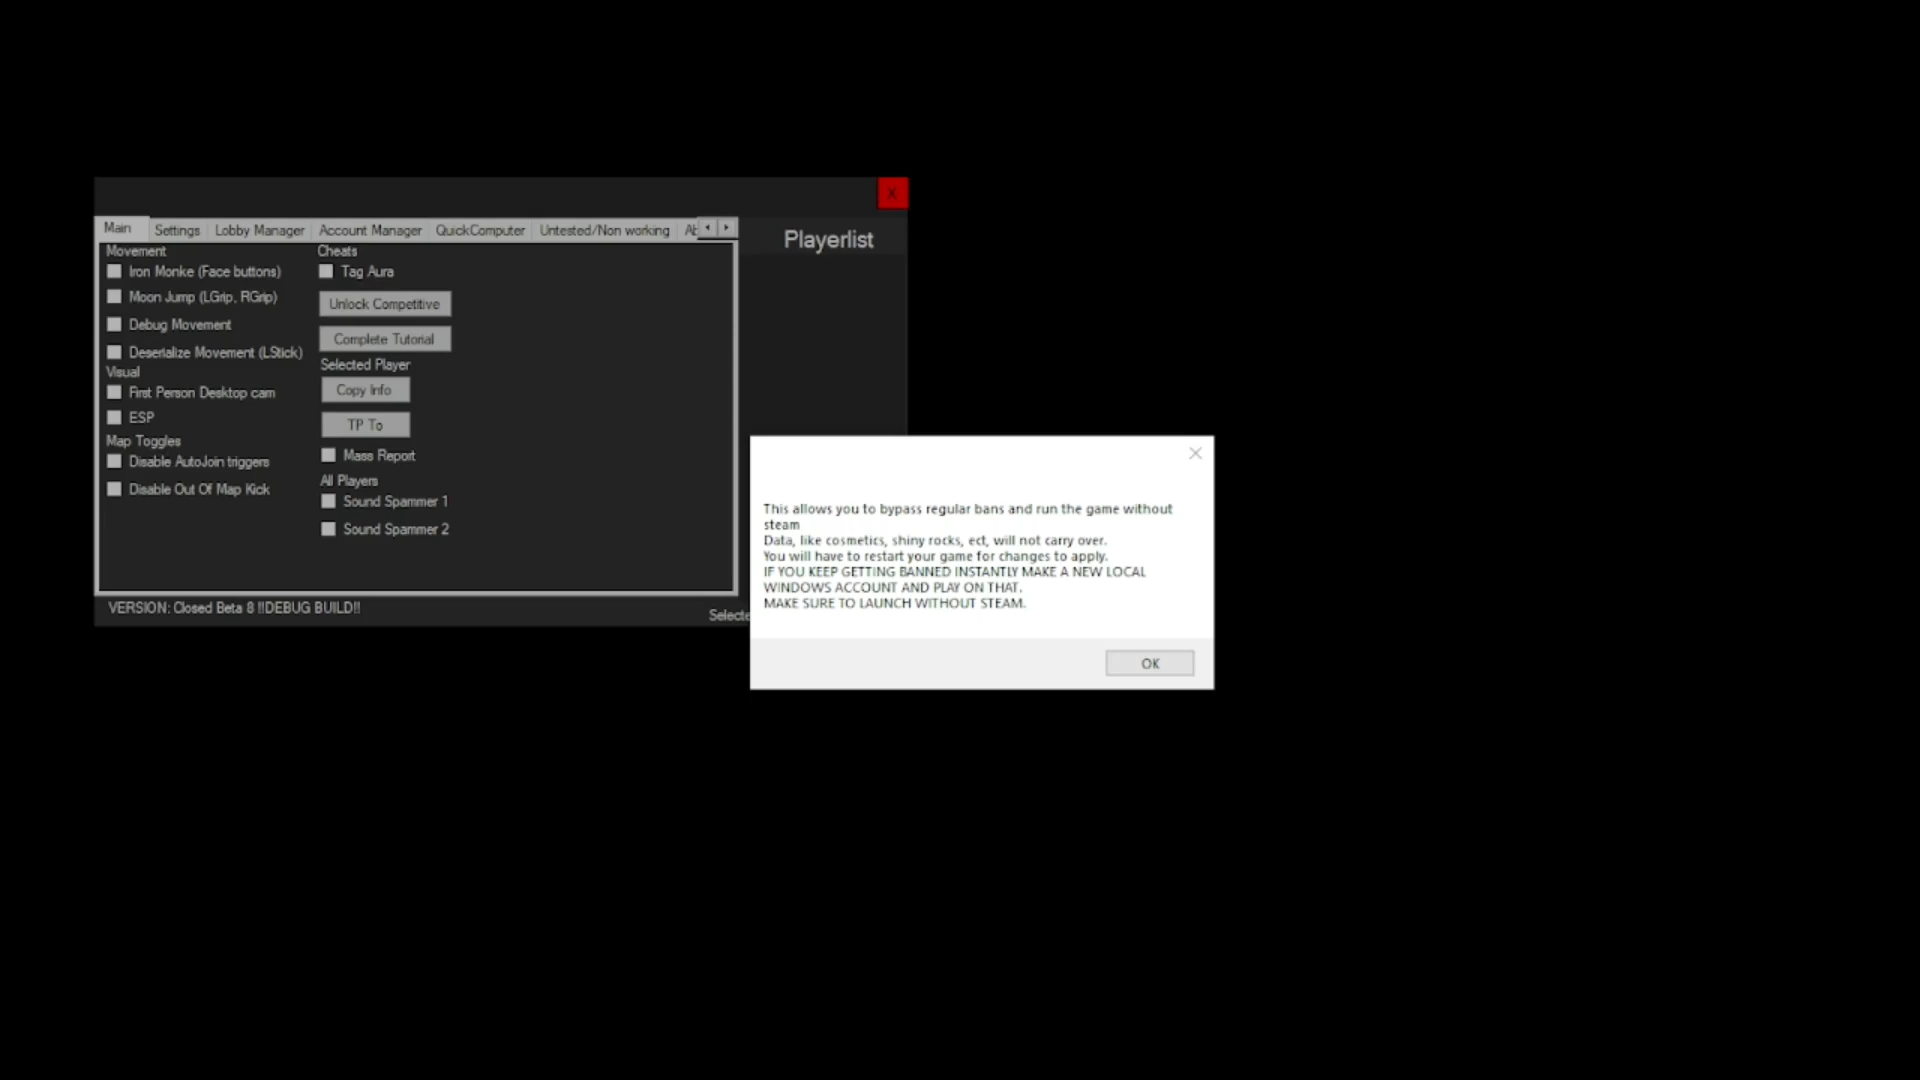 X
Main Settings Lobby Manager Account Manager QuickComputer Untested/Non working
Playerlist
Movement
Iron Monke (Face buttons)
Moon Jump (LGrip, RGrip)
Debug Movement
Deserialize Movement (LStick)
Visual
First Person Desktop cam
ESP
Map Toggles
Disable AutoJoin triggers
Disable Out Of Map Kick
Cheats
Tag Aura
Unlock Competitive
Complete Tutorial
Selected Player
Copy Info
TP To
Mass Report
All Players
Sound Spammer 1
Sound Spammer 2
VERSION: Closed Beta 8 !!DEBUG BUILD!!
This allows you to bypass regular bans and run the game without
steam
Data, like cosmetics, shiny rocks, ect, will not carry over.
You will have to restart your game for changes to apply.
IF YOU KEEP GETTING BANNED INSTANTLY MAKE A NEW LOCAL
WINDOWS ACCOUNT AND PLAY ON THAT.
MAKE SURE TO LAUNCH WITHOUT STEAM.
OK